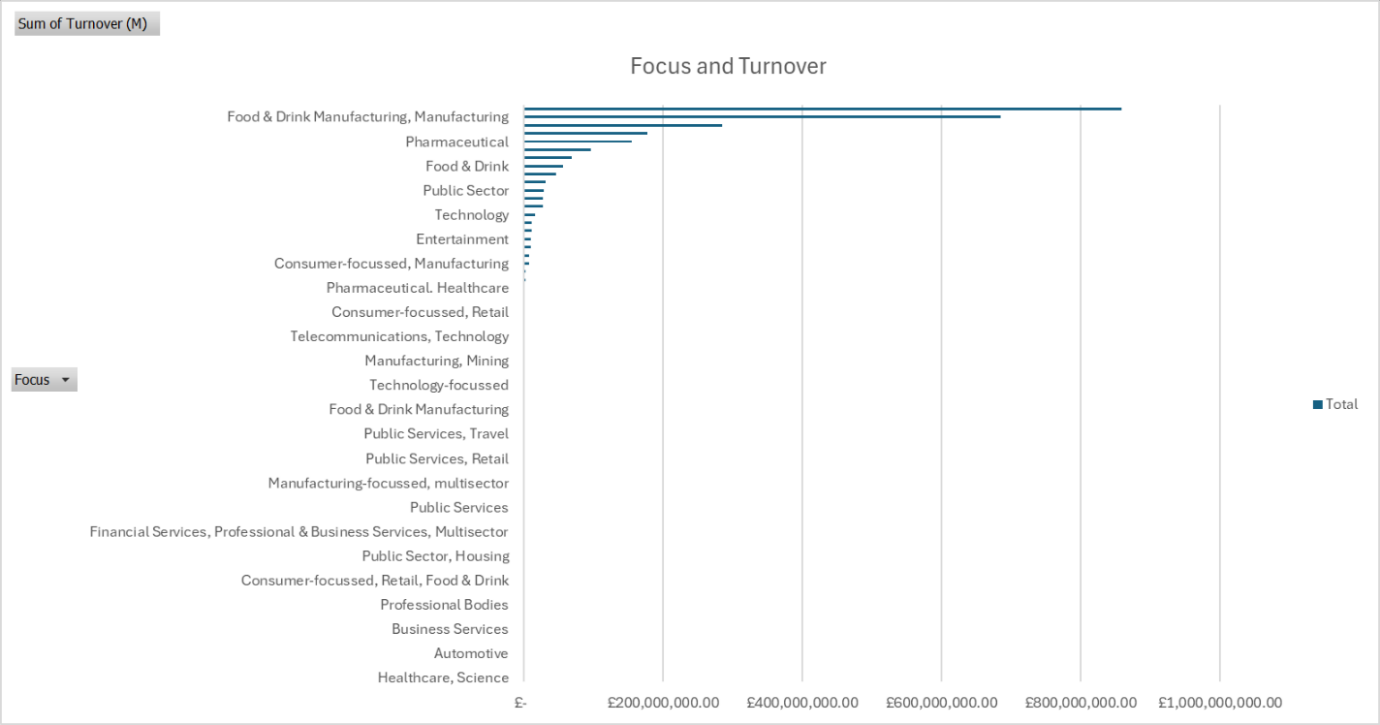 Sum of Turnover (M)
Focus and Turnover
Food & Drink Manufacturing, Manufacturing
Pharmaceutical
Food & Drink
Public Sector
Technology
Entertainment
Consumer-focussed, Manufacturing
Pharmaceutical. Healthcare
Consumer-focussed, Retail
Telecommunications, Technology
Manufacturing, Mining
Focus
Technology-focussed
Total
Food & Drink Manufacturing
Public Services, Travel
Public Services, Retail
Manufacturing-focussed, multisector
Public Services
Financial Services, Professional & Business Services, Multisector
Public Sector, Housing
Consumer-focussed, Retail, Food & Drink
Professional Bodies
Business Services
Automotive
Healthcare, Science
£- £200,000,000.00 £400,000,000.00 £600,000,000.00 £800,000,000.00 £1,000,000,000.00